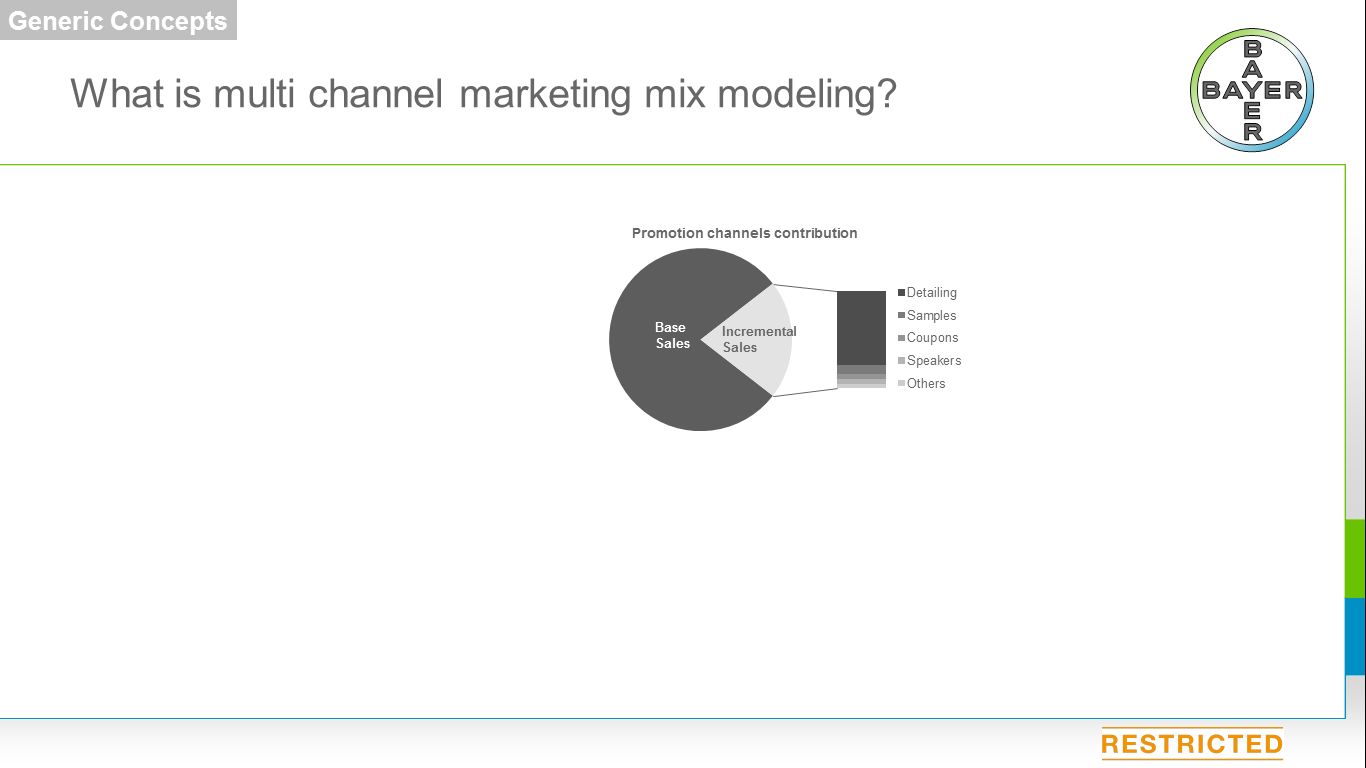 Generic Concepts
What is multi channel marketing mix modeling?
BAYER
BAYER
Promotion channels contribution
Base
Sales
Incremental
Sales
Detailing
Samples
Coupons
Speakers
Others
RESTRICTED